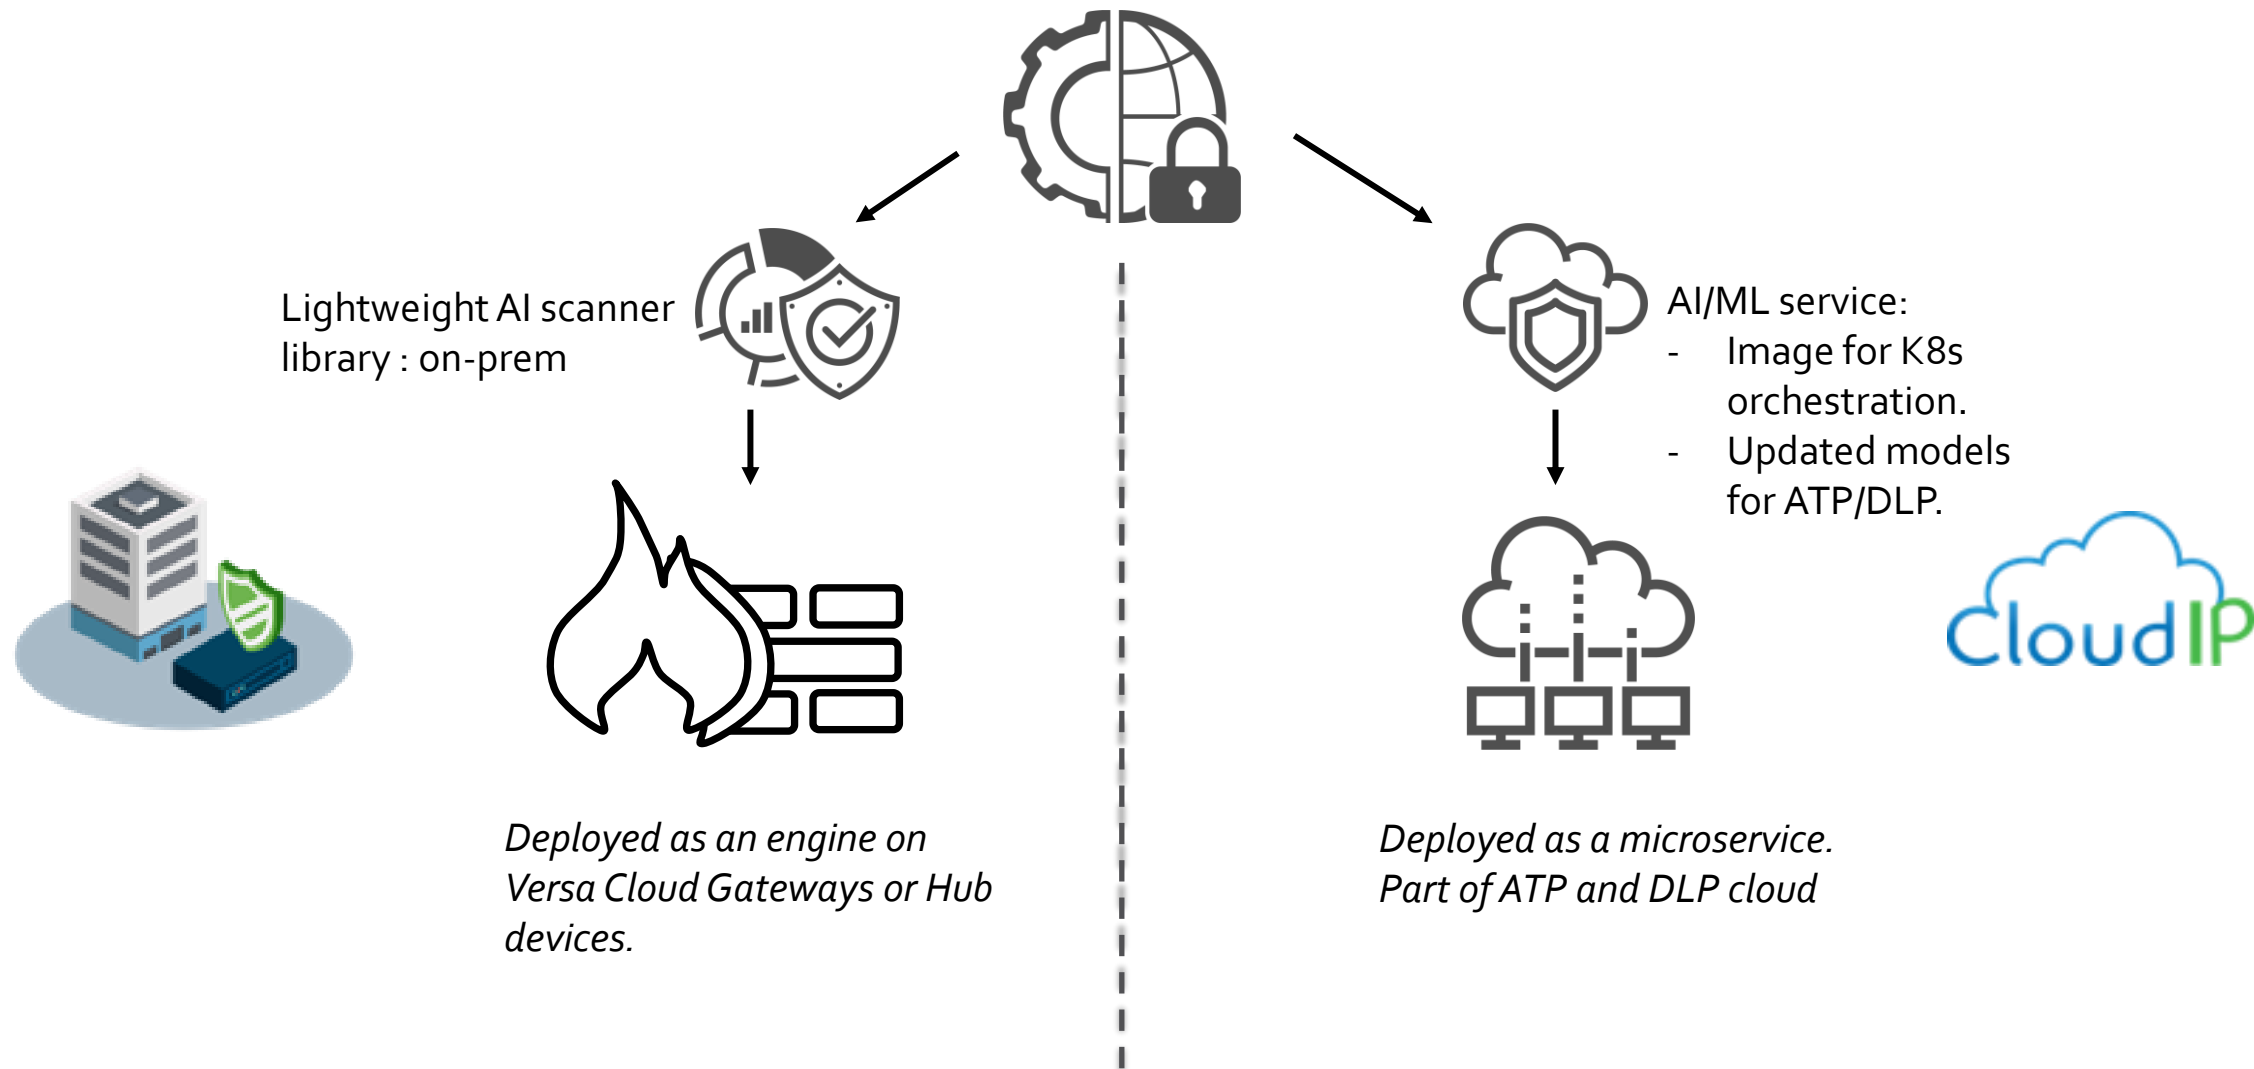 Lightweight AI scanner
library : on-prem
AI/ML service:
- Image for K8s
orchestration.
- Updated models
for ATP/DLP.
CloudIP
Deployed as an engine on
Versa Cloud Gateways or Hub
devices.
Deployed as a microservice.
Part of ATP and DLP cloud